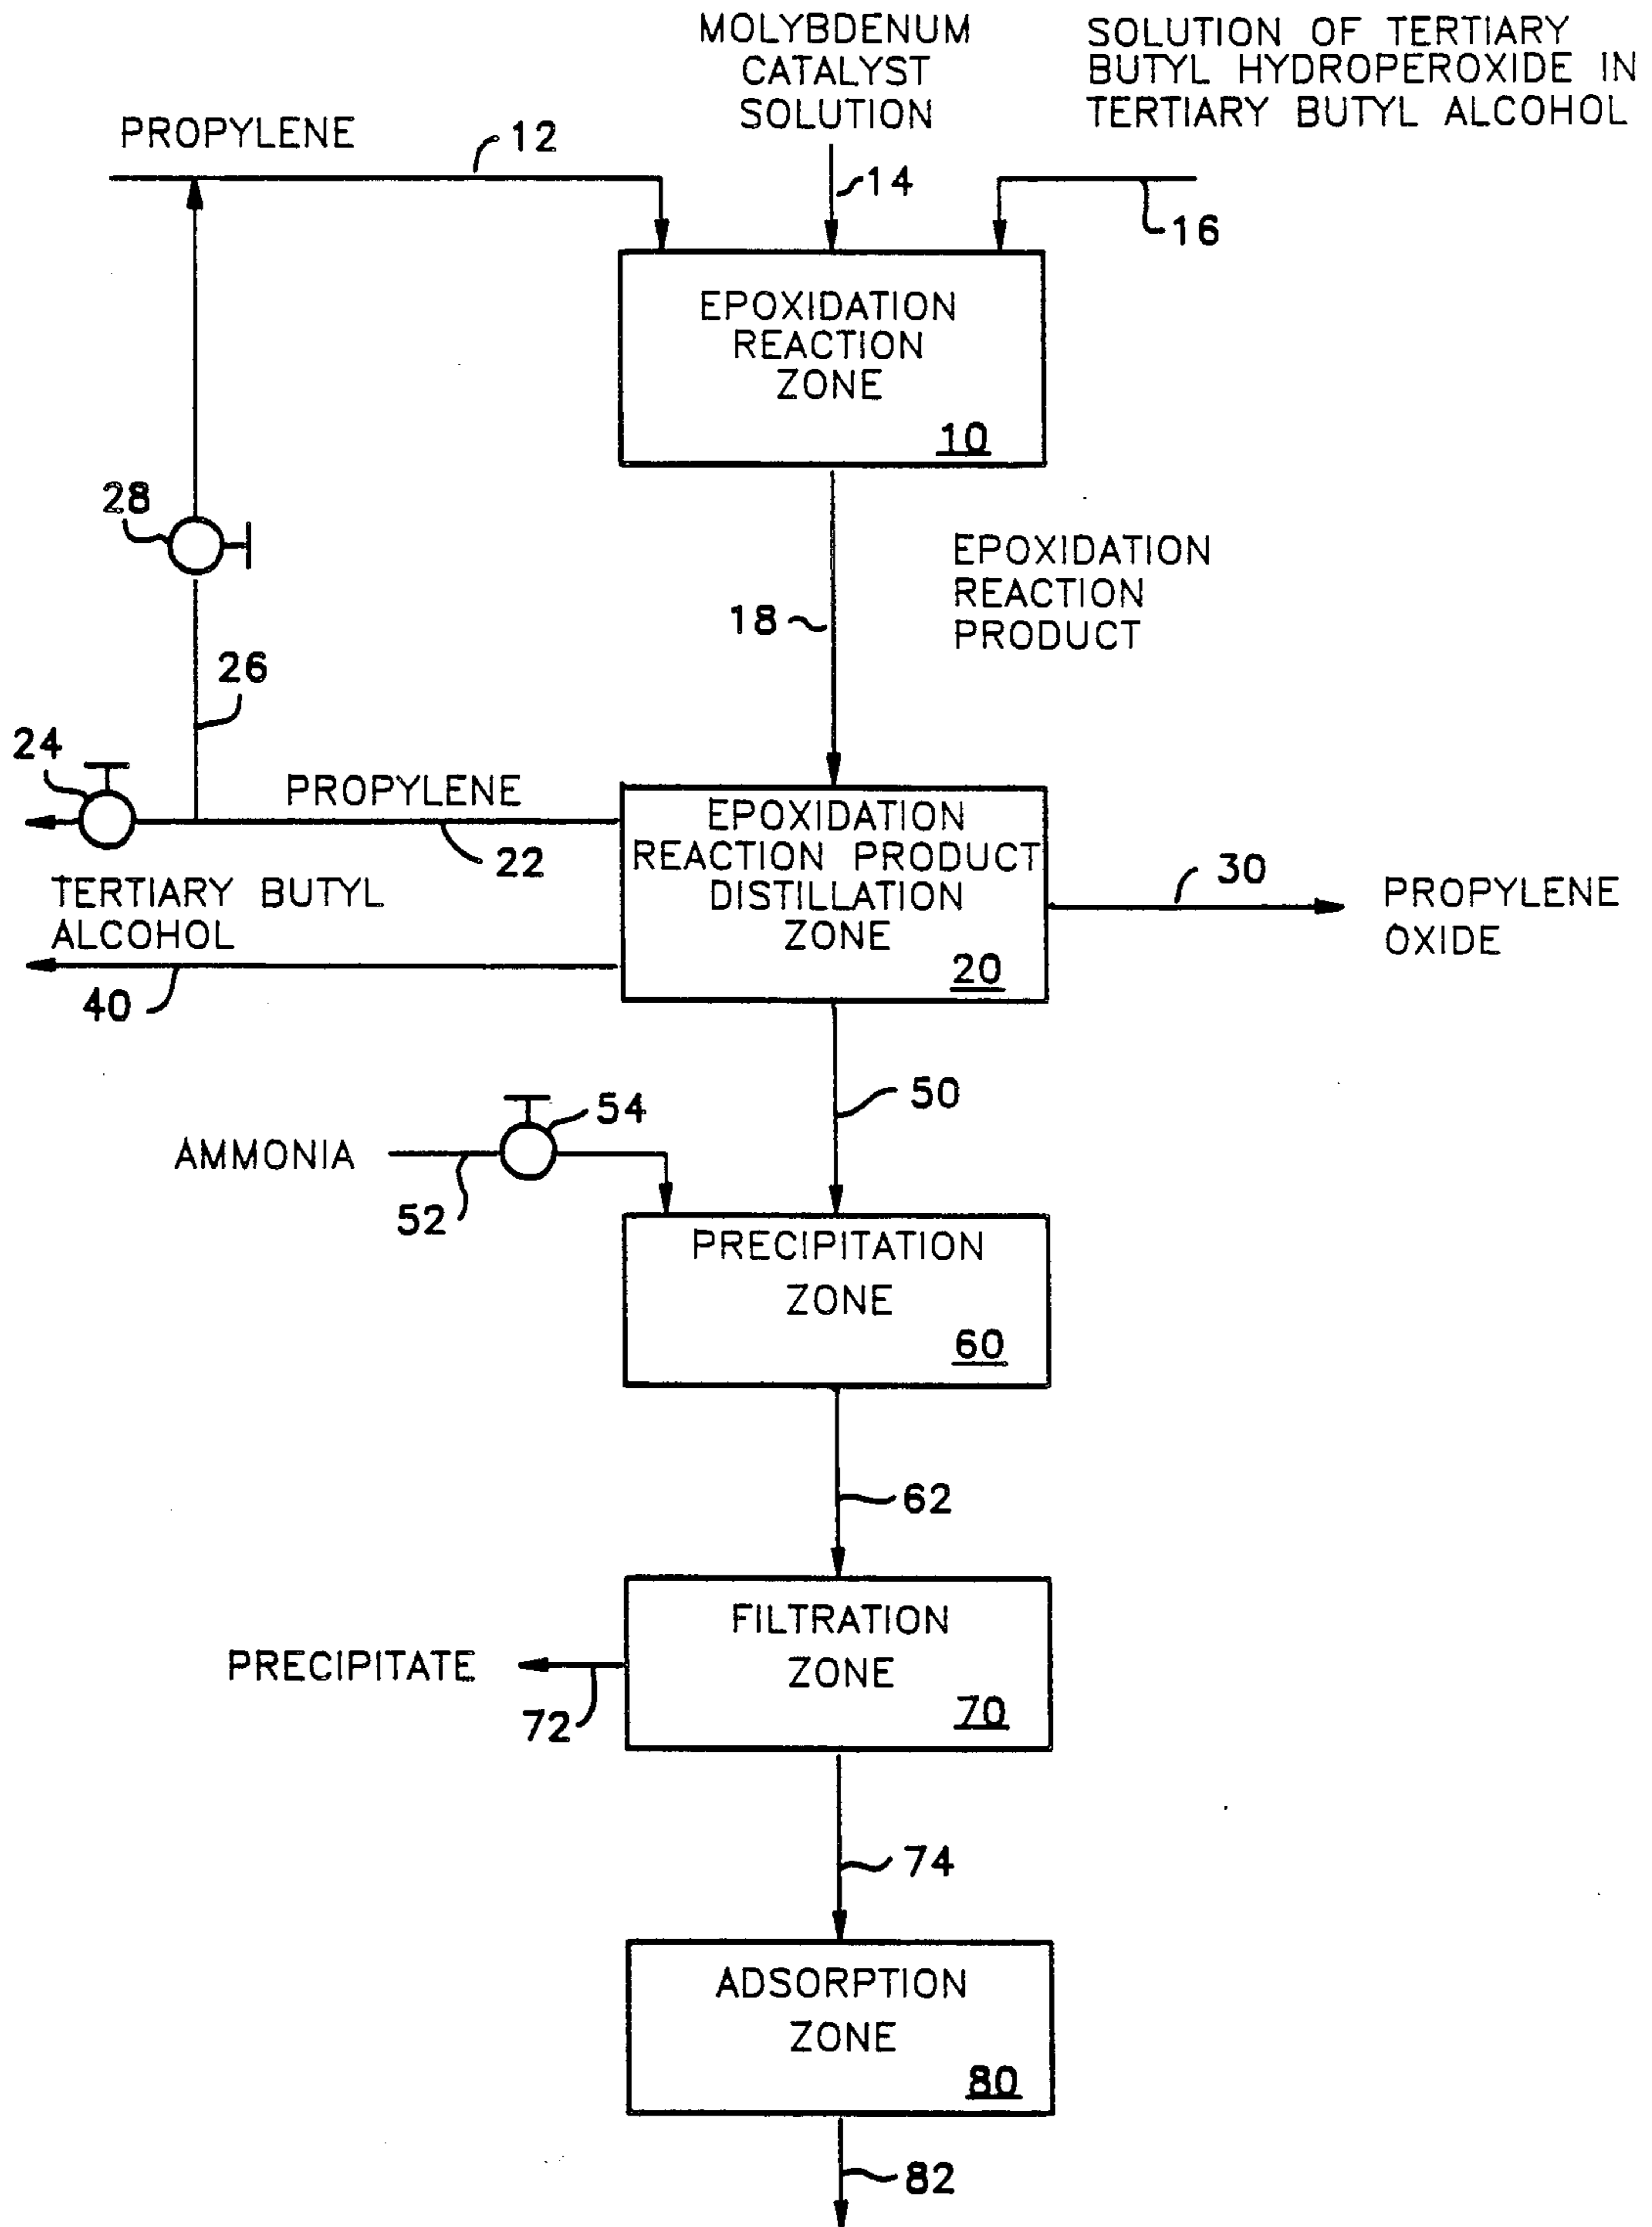 MOLYBDENUM
CATALYST
SOLUTION
SOLUTION OF TERTIARY
BUTYL HYDROPEROXIDE IN
TERTIARY BUTYL ALCOHOL
PROPYLENE
12
14
16
EPOXIDATION
REACTION
ZONE
10
28
EPOXIDATION
REACTION
PRODUCT
18
26
24
PROPYLENE
22
EPOXIDATION
REACTION PRODUCT
DISTILLATION
ZONE
20
30
PROPYLENE
OXIDE
TERTIARY BUTYL
ALCOHOL
40
50
54
AMMONIA
52
PRECIPITATION
ZONE
60
62
FILTRATION
ZONE
70
PRECIPITATE
72
74
ADSORPTION
ZONE
80
82